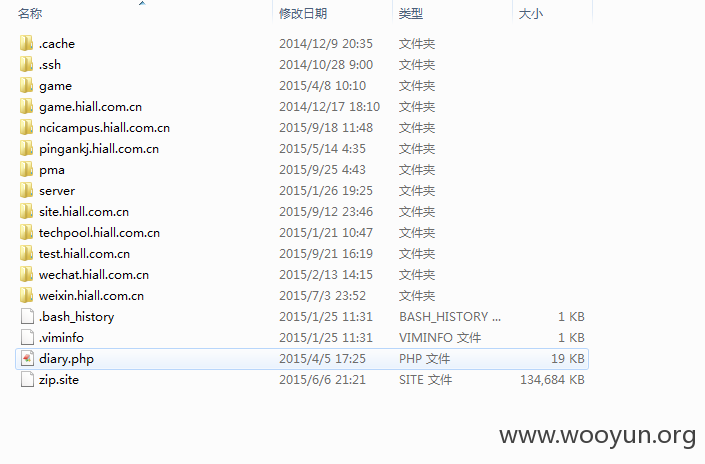 名称 修改日期 类型 大小
.cache 2014/12/9 20:35 文件夹
.ssh 2014/10/28 9:00 文件夹
game 2015/4/8 10:10 文件夹
game.hiall.com.cn 2014/12/17 18:10 文件夹
ncicampus.hiall.com.cn 2015/9/18 11:48 文件夹
pingankj.hiall.com.cn 2015/5/14 4:35 文件夹
pma 2015/9/25 4:43 文件夹
server 2015/1/26 19:25 文件夹
site.hiall.com.cn 2015/9/12 23:46 文件夹
techpool.hiall.com.cn 2015/1/21 10:47 文件夹
test.hiall.com.cn 2015/9/21 16:19 文件夹
wechat.hiall.com.cn 2015/2/13 14:15 文件夹
weixin.hiall.com.cn 2015/7/3 23:52 文件夹
.bash_history 2015/1/25 11:31 BASH_HISTORY ... 1 KB
.viminfo 2015/1/25 11:31 VIMINFO 文件 1 KB
diary.php 2015/4/5 17:25 PHP 文件 19 KB
zip.site 2015/6/6 21:21 SITE 文件 134,684 KB
www.wooyun.org